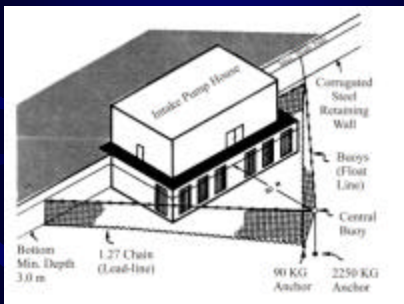 Intake Pump House
Corrugated
Steel
Retaining
Wall
Buoys
(Float
Line)
Central
Buoy
Bottom
Min. Depth
3.0 m
1.27 Chain
(Lead-line)
90 KG
Anchor
2250 KG
Anchor